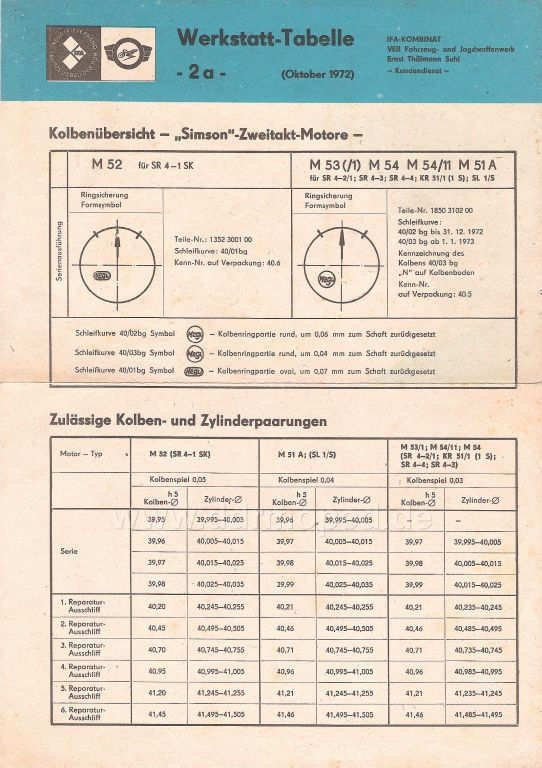 Werkstatt-Tabelle
- 2a -
(Oktober 1972)
IFA-KOMBINAT
VEB Fahrzeug- und Jagdwaffenwerk
Ernst Thälmann Suhl
– Kundendienst –
IFA
Kolbenübersicht – „Simson“-Zweitakt-Motore –
M 52 für SR 4–1 SK
M 53 (/1) M 54 M 54/11 M 51 A
für SR 4–2/1; SR 4–3; SR 4–4; KR 51/1 (1 S); SL 1/S
Serienausführung
Ringsicherung
Formsymbol
Teile-Nr.: 1352 3001 00
Schleifkurve: 40/01bg
Kenn-Nr. auf Verpackung: 40.6
Ringsicherung
Formsymbol
Teile-Nr. 1850 3102 00
Schleifkurve:
40/02 bg bis 31. 12. 1972
40/03 bg ab 1. 1. 1973
Kennzeichnung des
Kolbens 40/03 bg
„N“ auf Kolbenboden
Kenn-Nr.
auf Verpackung: 40.5
Schleifkurve 40/02bg Symbol – Kolbenringpartie rund, um 0,06 mm zum Schaft zurückgesetzt
Schleifkurve 40/03bg Symbol – Kolbenringpartie rund, um 0,04 mm zum Schaft zurückgesetzt
Schleifkurve 40/01bg Symbol – Kolbenringpartie oval, um 0,07 mm zum Schaft zurückgesetzt
Zulässige Kolben- und Zylinderpaarungen
Motor – Typ M 52 (SR 4–1 SK) M 51 A; (SL 1/S) M 53/1; M 54/11; M 54
(SR 4–2/1; KR 51/1 (1 S);
SR 4–4; SR 4–3)
Kolbenspiel 0,05 Kolbenspiel 0,04 Kolbenspiel 0,03
h 5 h 5 h 5
Kolben-Ø Zylinder-Ø Kolben-Ø Zylinder-Ø Kolben-Ø Zylinder-Ø
Serie
39,95 39,995–40,005 39,96 39,995–40,005 – –
39,96 40,005–40,015 39,97 40,005–40,015 39,97 39,995–40,005
39,97 40,015–40,025 39,98 40,015–40,025 39,98 40,005–40,015
39,98 40,025–40,035 39,99 40,025–40,035 39,99 40,015–40,025
1. Reparatur-
Ausschliff 40,20 40,245–40,255 40,21 40,245–40,255 40,21 40,235–40,245
2. Reparatur-
Ausschliff 40,45 40,495–40,505 40,46 40,495–40,505 40,46 40,485–40,495
3. Reparatur-
Ausschliff 40,70 40,745–40,755 40,71 40,745–40,755 40,71 40,735–40,745
4. Reparatur-
Ausschliff 40,95 40,995–41,005 40,96 40,995–41,005 40,96 40,985–40,995
5. Reparatur-
Ausschliff 41,20 41,245–41,255 41,21 41,245–41,255 41,21 41,235–41,245
6. Reparatur-
Ausschliff 41,45 41,495–41,505 41,46 41,495–41,505 41,46 41,485–41,495